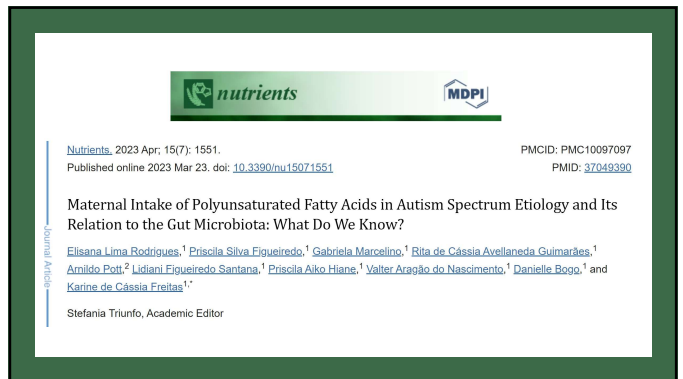 nutrients
MDPI
Nutrients. 2023 Apr; 15(7): 1551.
PMCID: PMC10097097
Published online 2023 Mar 23. doi: 10.3390/nu15071551
PMID: 37049390
Maternal Intake of Polyunsaturated Fatty Acids in Autism Spectrum Etiology and Its
Relation to the Gut Microbiota: What Do We Know?
Elisana Lima Rodrigues,1 Priscila Silva Figueiredo,1 Gabriela Marcelino,1 Rita de Cássia Avellaneda Guimarães,1
Arnildo Pott,2 Lidiani Figueiredo Santana,1 Priscila Aiko Hiane,1 Valter Aragão do Nascimento,1 Danielle Bogo,1 and
Karine de Cássia Freitas1,*
Stefania Triunfo, Academic Editor
Journal Article